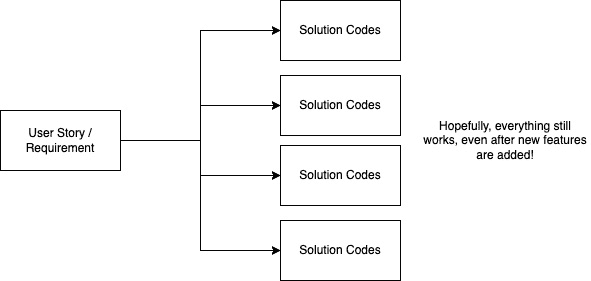 Solution Codes
Solution Codes
User Story /
Requirement
Hopefully, everything still
works, even after new features
are added!
Solution Codes
Solution Codes